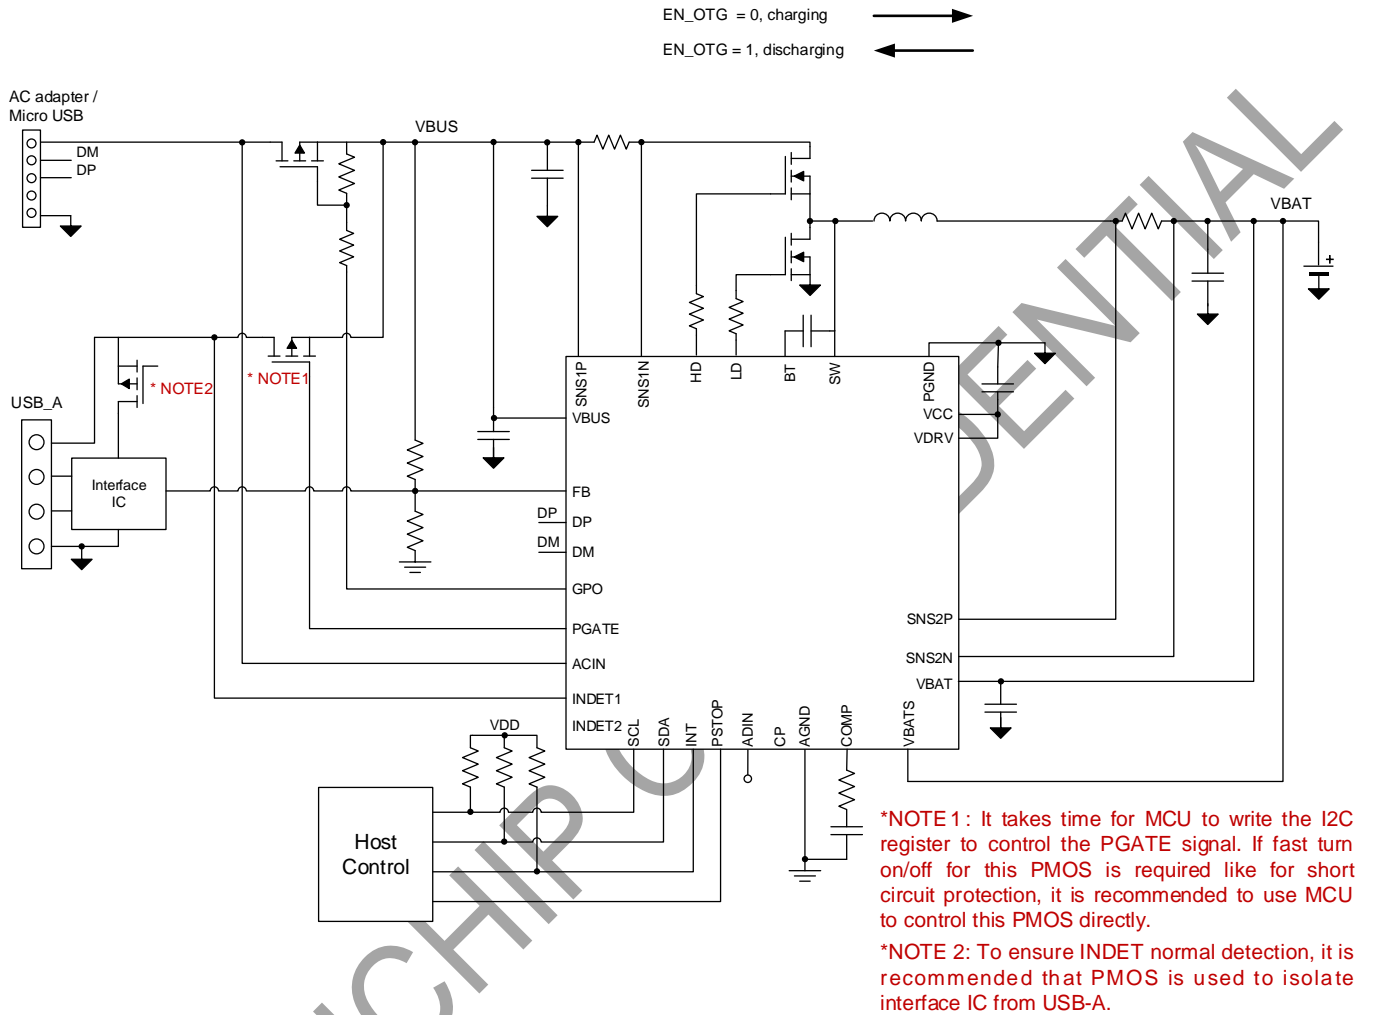 EN_OTG = 0, charging
EN_OTG = 1, discharging
AC adapter /
Micro USB
DM
DP
VBUS
VBAT
* NOTE2
* NOTE1
USB_A
Interface
IC
SNS1P
SNS1N
HD
LD
BT
SW
PGND
VBUS
VCC
VDRV
FB
DP
DP
DM
DM
GPO
PGATE
ACIN
INDET1
INDET2
SNS2P
SNS2N
VBAT
SCL
SDA
INT
PSTOP
ADIN
CP
AGND
COMP
VBATS
VDD
Host
Control
*NOTE1: It takes time for MCU to write the I2C
register to control the PGATE signal. If fast turn
on/off for this PMOS is required like for short
circuit protection, it is recommended to use MCU
to control this PMOS directly.
*NOTE 2: To ensure INDET normal detection, it is
recommended that PMOS is used to isolate
interface IC from USB-A.